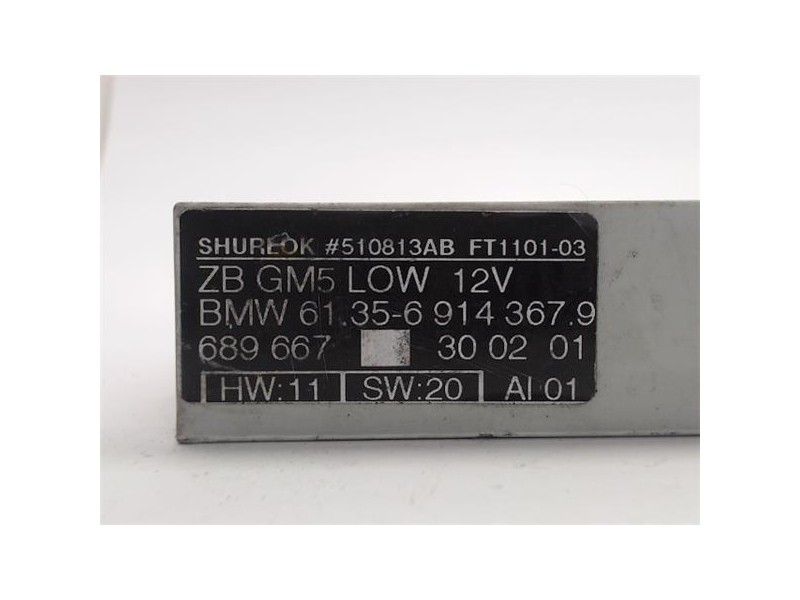 SHURLOK #510813AB FT1101-03
ZB GM5 LOW 12V
BMW 61.35-6 914 367.9
689 667 30 02 01
HW:11 SW:20 AI 01